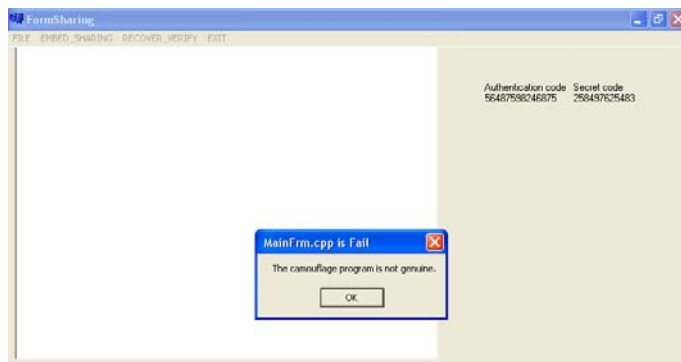 FormSharing
FILE EMBED_SHARING RECOVER_VERIFY EXIT
Authentication code Secret code
56487598246875 258497625483
MainFrm.cpp is Fail
The camouflage program is not genuine.
OK